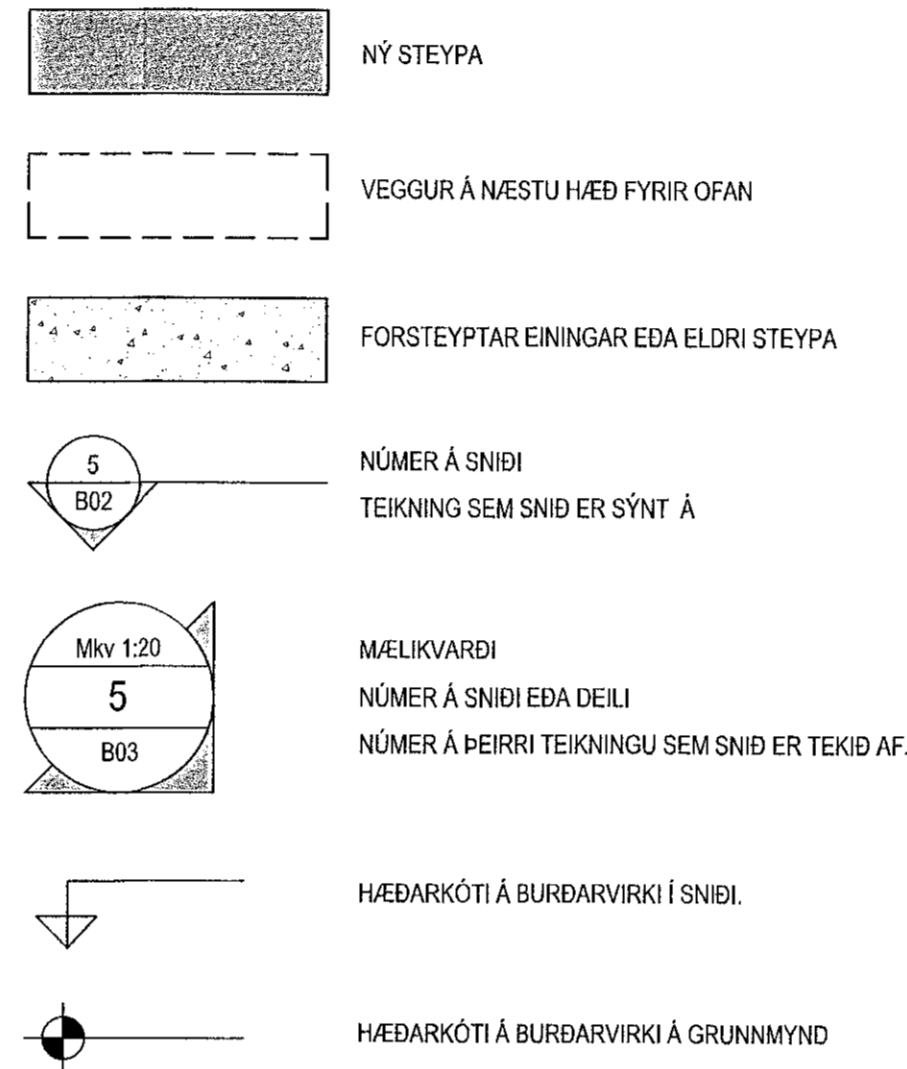 NÝ STEYPA
VEGGUR Á NÆSTU HÆÐ FYRIR OFAN
FORSTEYPTAR EININGAR EÐA ELDRI STEYPA
5
B02
NÚMER Á SNIÐI
TEIKNING SEM SNIÐ ER SÝNT Á
Mkv 1:20
5
B03
MÆLIKVARÐI
NÚMER Á SNIÐI EÐA DEILI
NÚMER Á ÞEIRRI TEIKNINGU SEM SNIÐ ER TEKIÐ AF.
HÆÐARKÓTI Á BURÐARVIRKI Í SNIÐI.
HÆÐARKÓTI Á BURÐARVIRKI Á GRUNNMYND